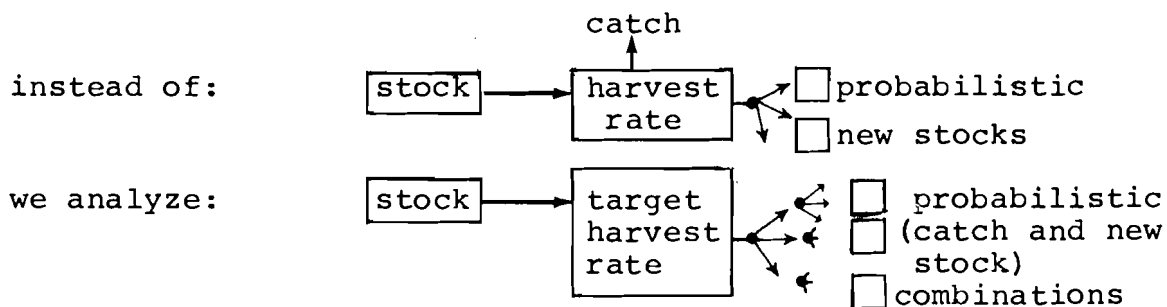 catch
instead of:
stock
harvest
rate
probabilistic
new stocks
we analyze:
stock
target
harvest
rate
probabilistic
(catch and new
stock)
combinations